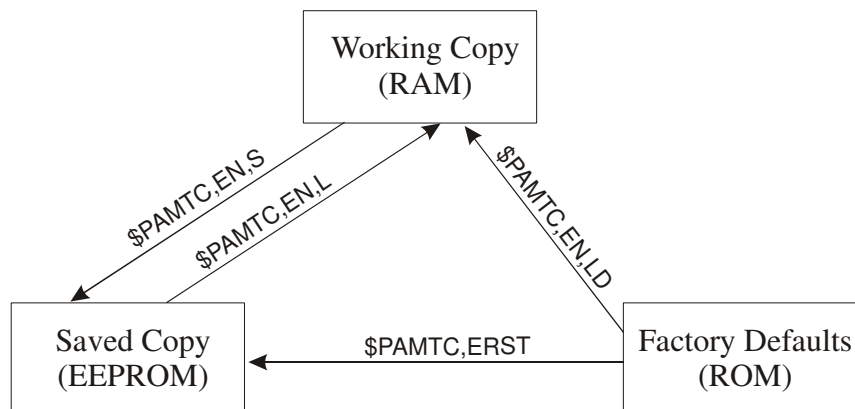 Working Copy
(RAM)
$PAMTC,EN,S
$PAMTC,EN,L
$PAMTC,EN,LD
Saved Copy
(EEPROM)
$PAMTC,ERST
Factory Defaults
(ROM)